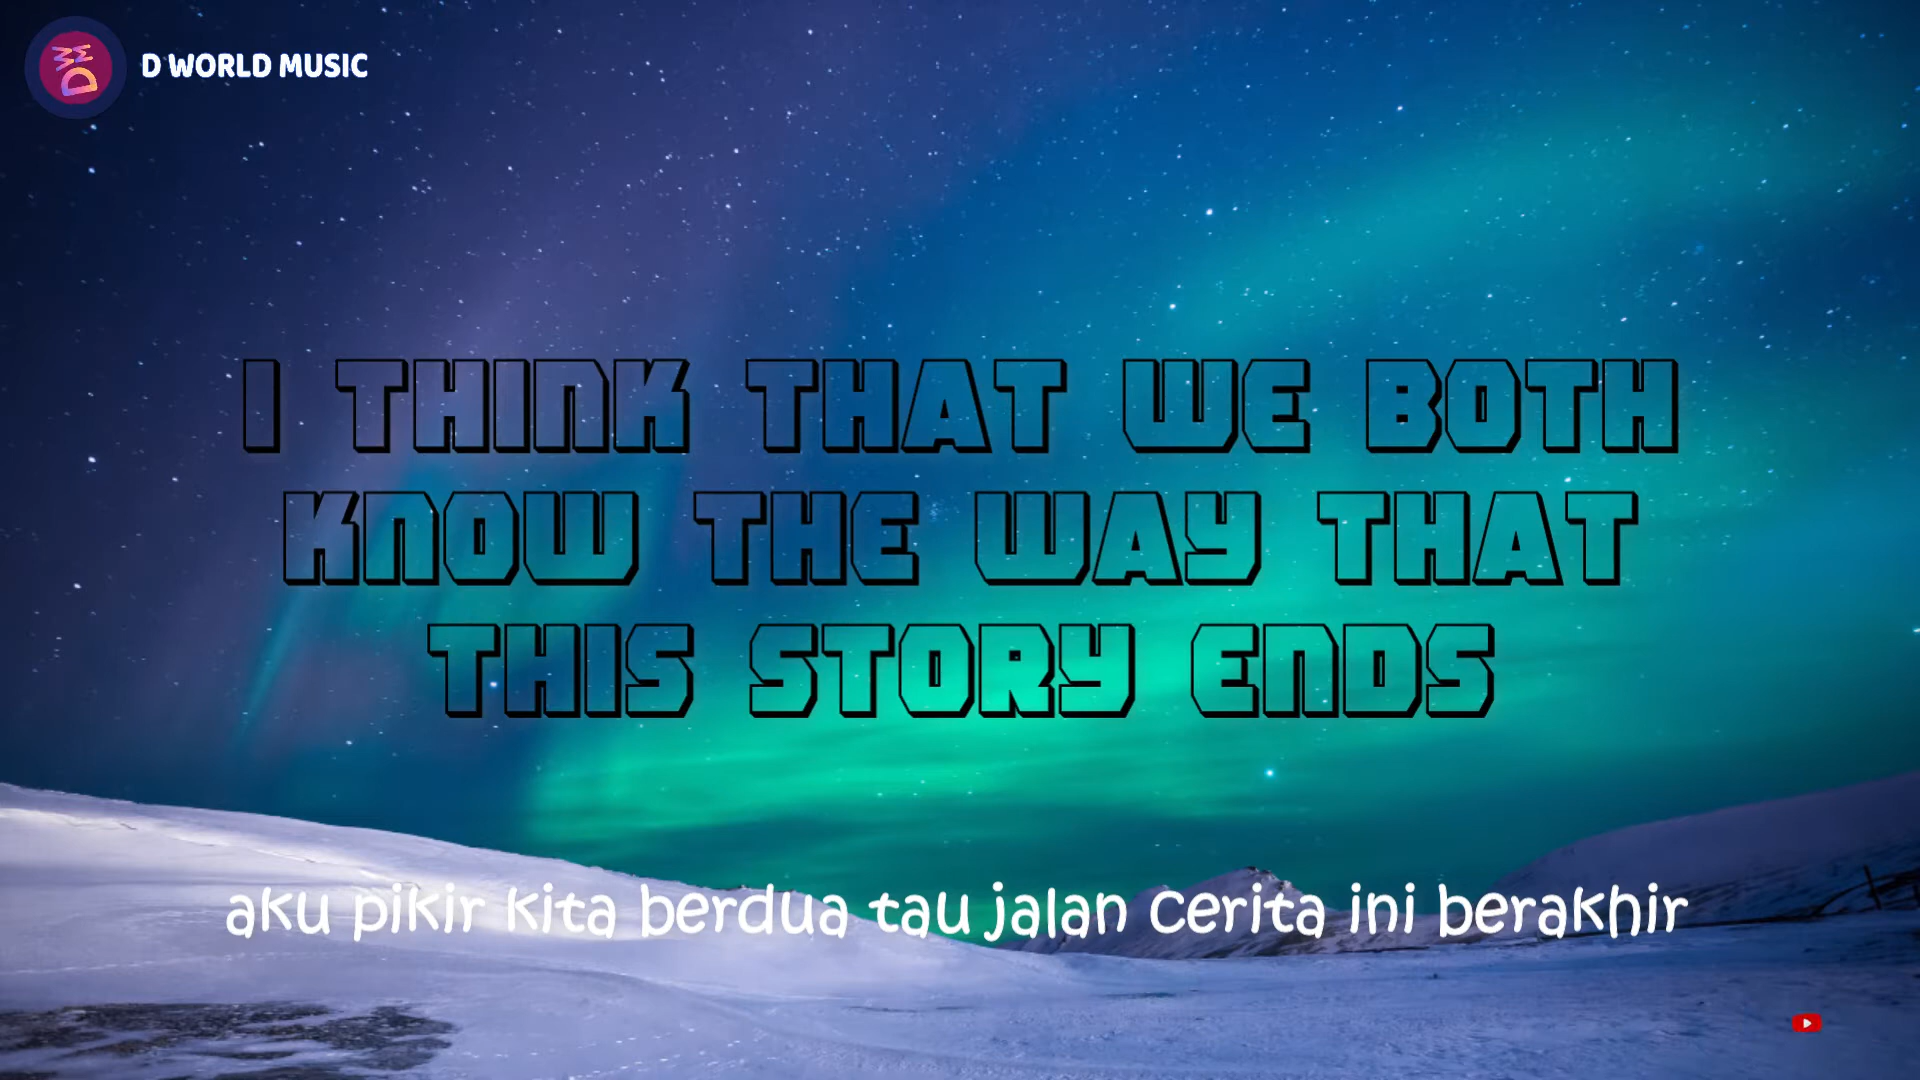 D WORLD MUSIC
I THINK THAT WE BOTH
KNOW THE WAY THAT
THIS STORY ENDS
aku pikir kita berdua tau jalan cerita ini berakhir